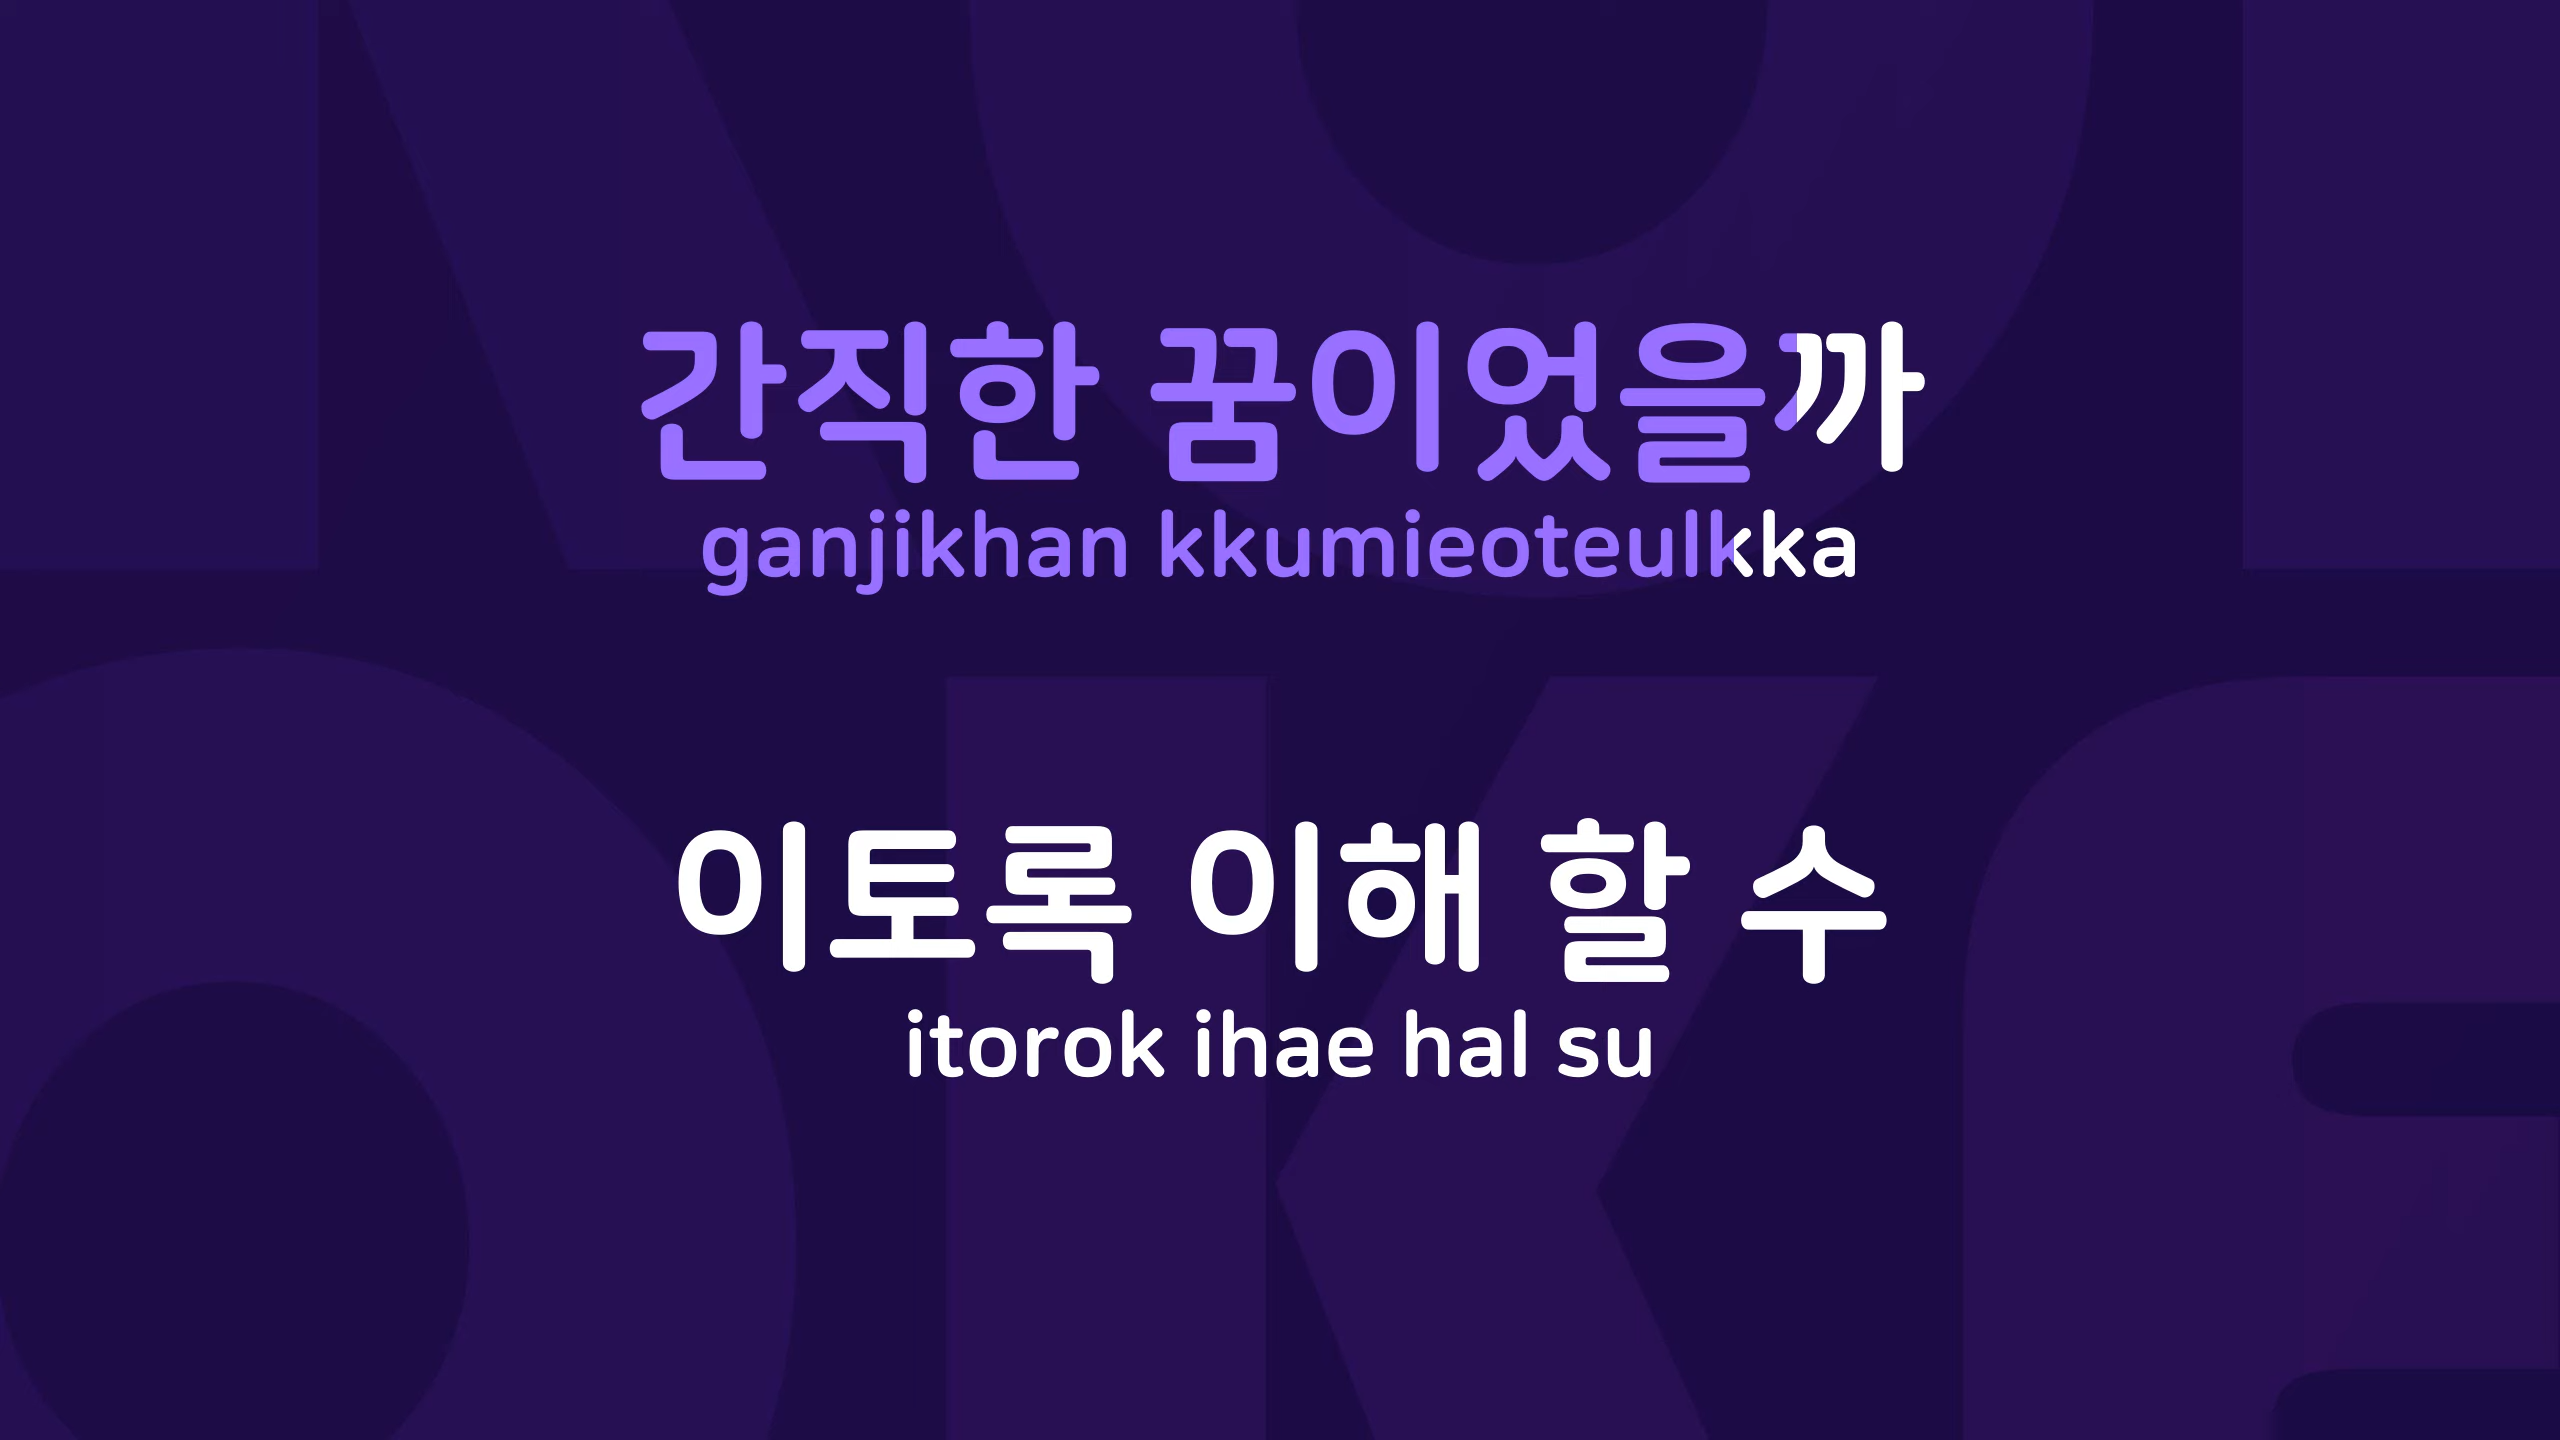 간직한 꿈이었을까
ganjikhan kkumieoteulkka
이토록 이해 할 수
itorok ihae hal su